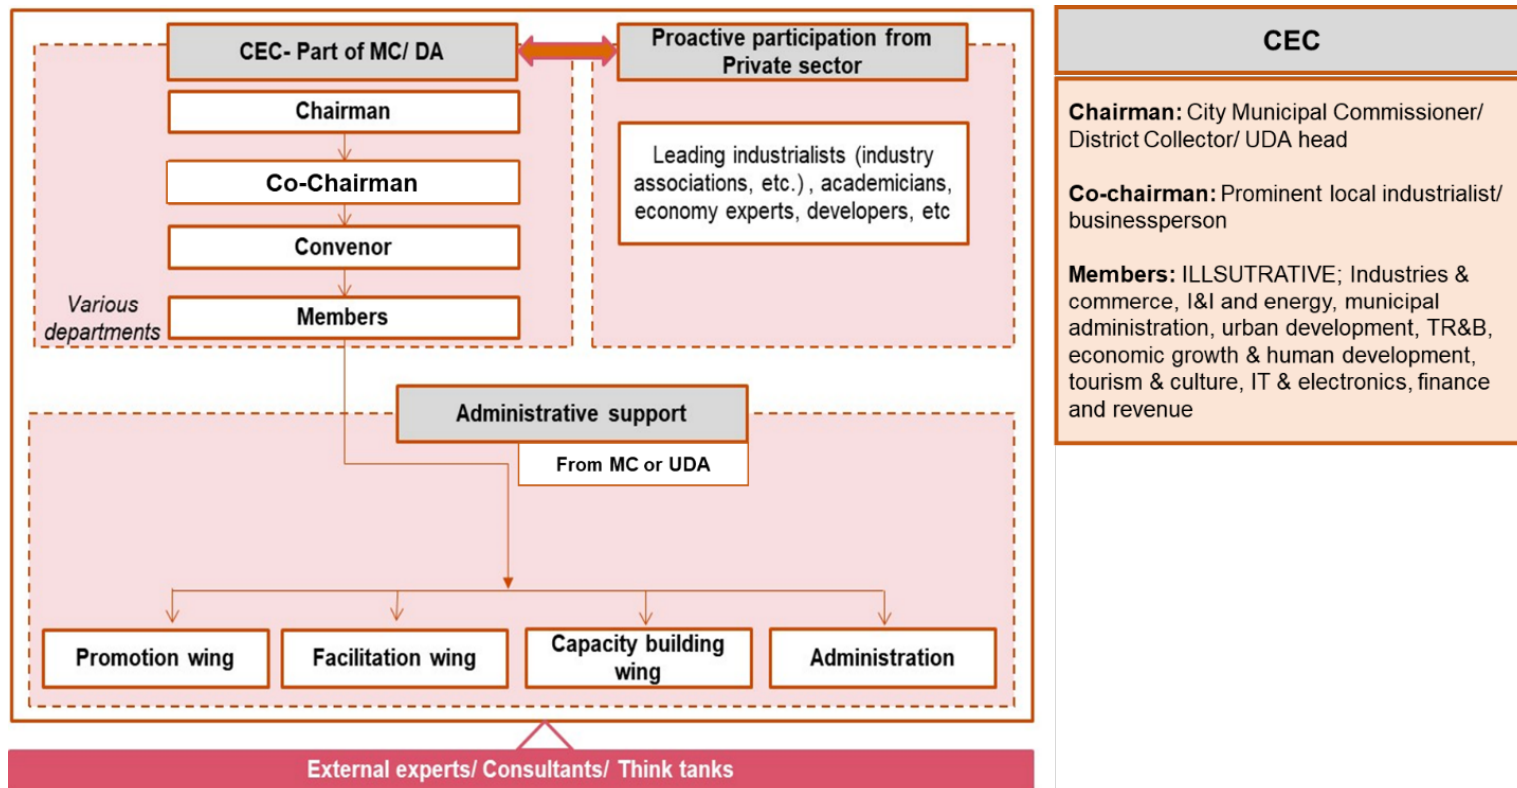 CEC- Part of MC/ DA
Chairman
Co-Chairman
Convenor
Members
Various
departments
Proactive participation from
Private sector
Leading industrialists (industry
associations, etc.) , academicians,
economy experts, developers, etc
Administrative support
From MC or UDA
Promotion wing
Facilitation wing
Capacity building
wing
Administration
External experts/ Consultants/ Think tanks
CEC
Chairman: City Municipal Commissioner/
District Collector/ UDA head
Co-chairman: Prominent local industrialist/
businessperson
Members: ILLSUTRATIVE; Industries &
commerce, I&I and energy, municipal
administration, urban development, TR&B,
economic growth & human development,
tourism & culture, IT & electronics, finance
and revenue